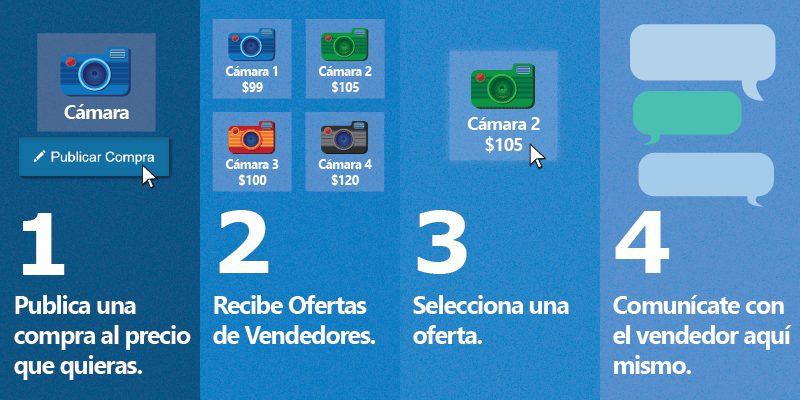 Cámara
Publicar Compra
1
Publica una
compra al precio
que quieras.
Cámara 1
$99
Cámara 2
$105
Cámara 3
$100
Cámara 4
$120
2
Recibe Ofertas
de Vendedores.
Cámara 2
$105
3
Selecciona una
oferta.
4
Comunícate con
el vendedor aquí
mismo.